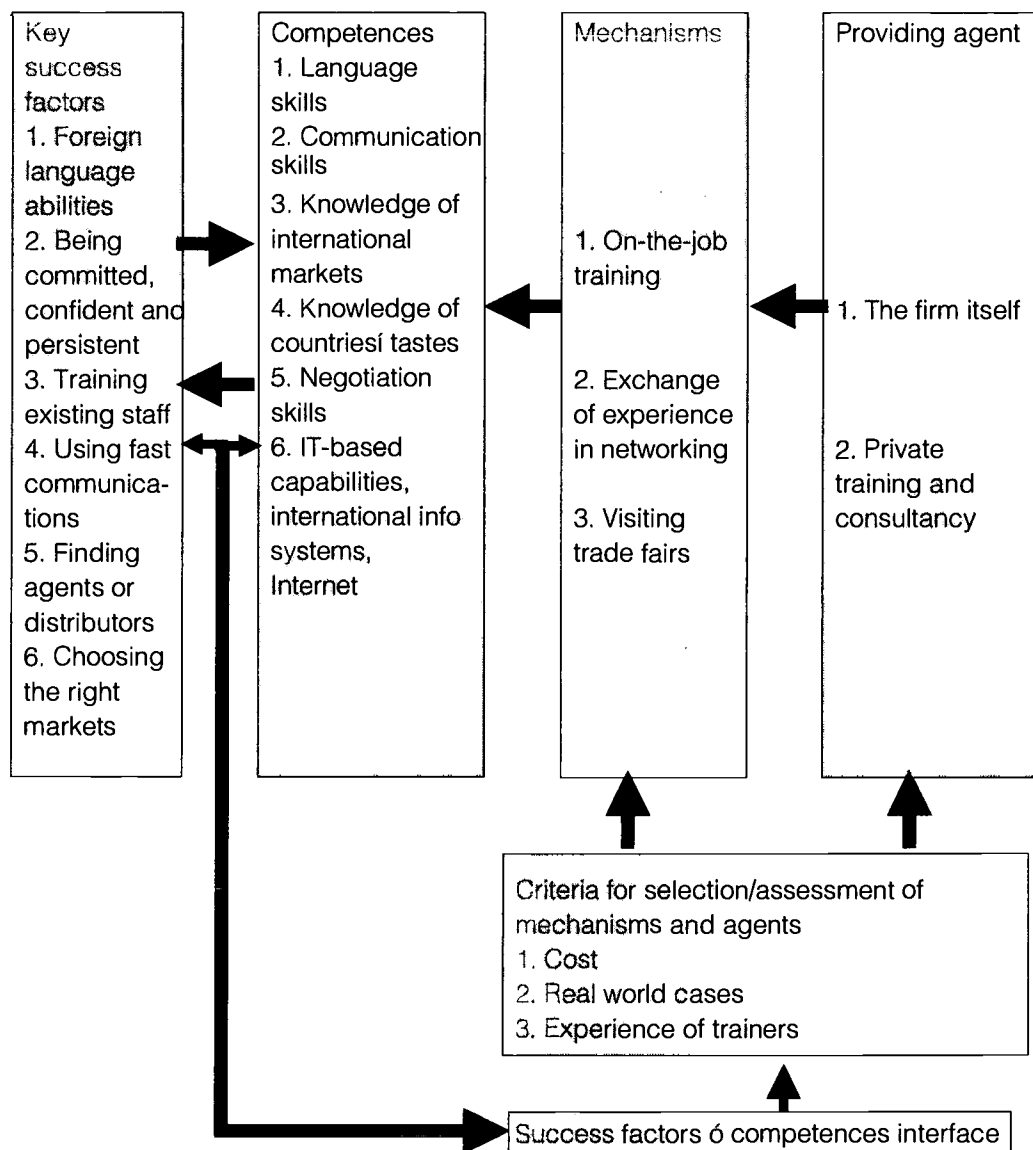 Key
success
factors
1. Foreign
language
abilities
2. Being
committed,
confident and
persistent
3. Training
existing staff
4. Using fast
communica-
tions
5. Finding
agents or
distributors
6. Choosing
the right
markets
Competences
1. Language
skills
2. Communication
skills
3. Knowledge of
international
markets
4. Knowledge of
countriesí tastes
5. Negotiation
skills
6. IT-based
capabilities,
international info
systems,
Internet
Mechanisms
1. On-the-job
training
2. Exchange
of experience
in networking
3. Visiting
trade fairs
Providing agent
1. The firm itself
2. Private
training and
consultancy
Criteria for selection/assessment of
mechanisms and agents
1. Cost
2. Real world cases
3. Experience of trainers
Success factors ó competences interface